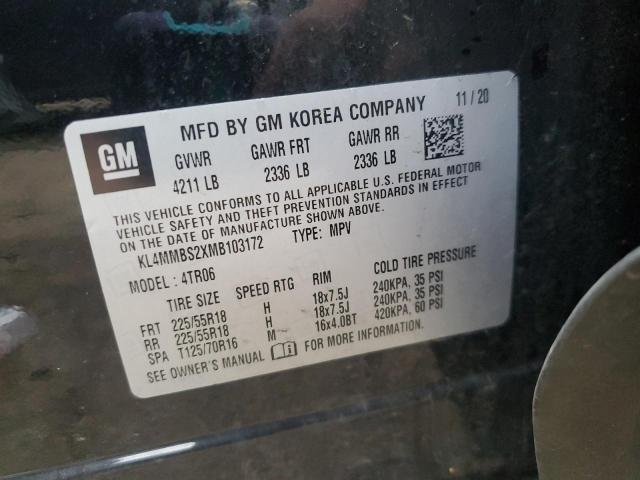 GM
MFD BY GM KOREA COMPANY 11/20
GVWR GAWR FRT GAWR RR
4211 LB 2336 LB 2336 LB
THIS VEHICLE CONFORMS TO ALL APPLICABLE U.S. FEDERAL MOTOR
VEHICLE SAFETY AND THEFT PREVENTION STANDARDS IN EFFECT
ON THE DATE OF MANUFACTURE SHOWN ABOVE.
KL4MMBS2XMB103172 TYPE: MPV
MODEL: 4TR06
TIRE SIZE SPEED RTG RIM COLD TIRE PRESSURE
FRT 225/55R18 H 18x7.5J 240KPA, 35 PSI
RR 225/55R18 H 18x7.5J 240KPA, 35 PSI
SPA T125/70R16 M 16x4.0BT 420KPA, 60 PSI
SEE OWNER'S MANUAL FOR MORE INFORMATION.